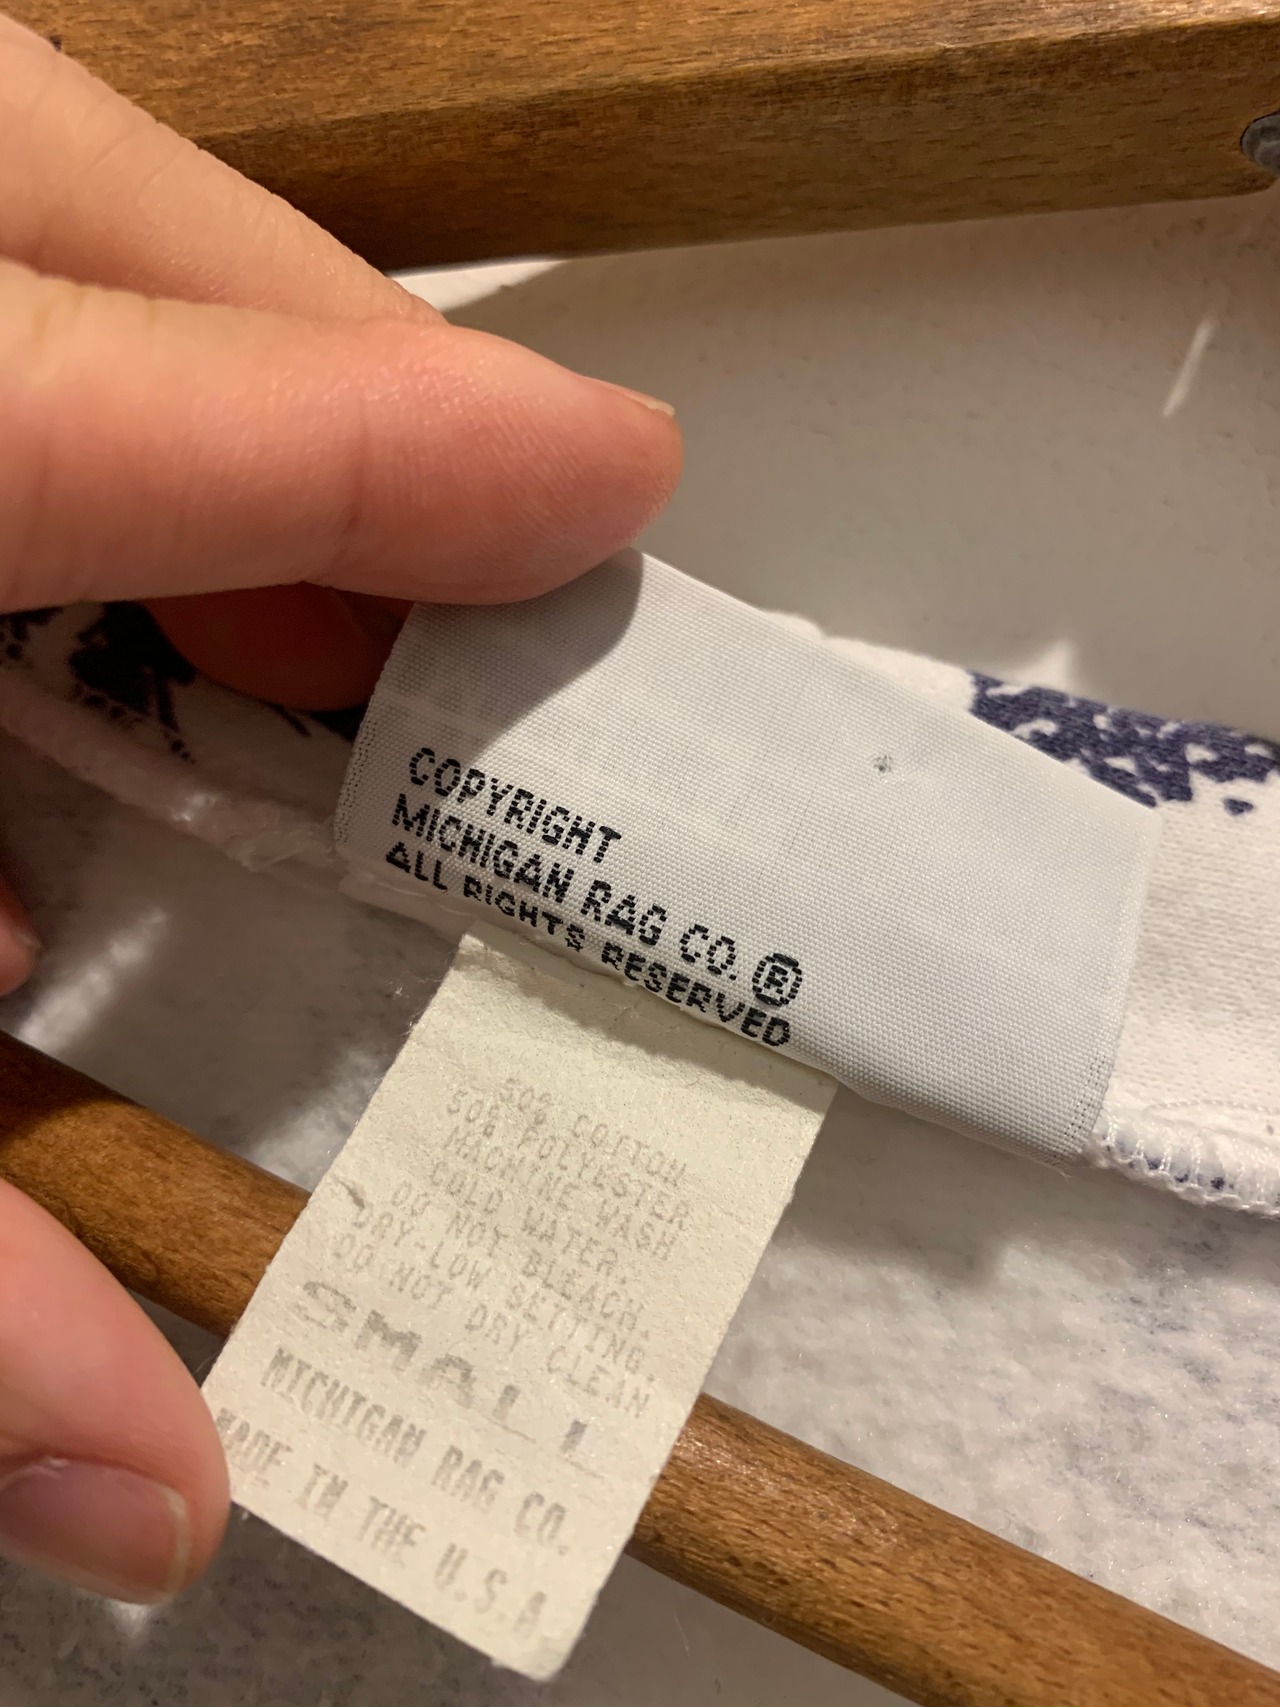 COPYRIGHT
MICHIGAN RAG CO. ®
ALL RIGHTS RESERVED
50% COTTON
50% POLYESTER
MACHINE WASH
COLD WATER.
DO NOT BLEACH.
DRY-LOW SETTING.
DO NOT DRY CLEAN
SMALL
MICHIGAN RAG CO.
MADE IN THE U.S.A